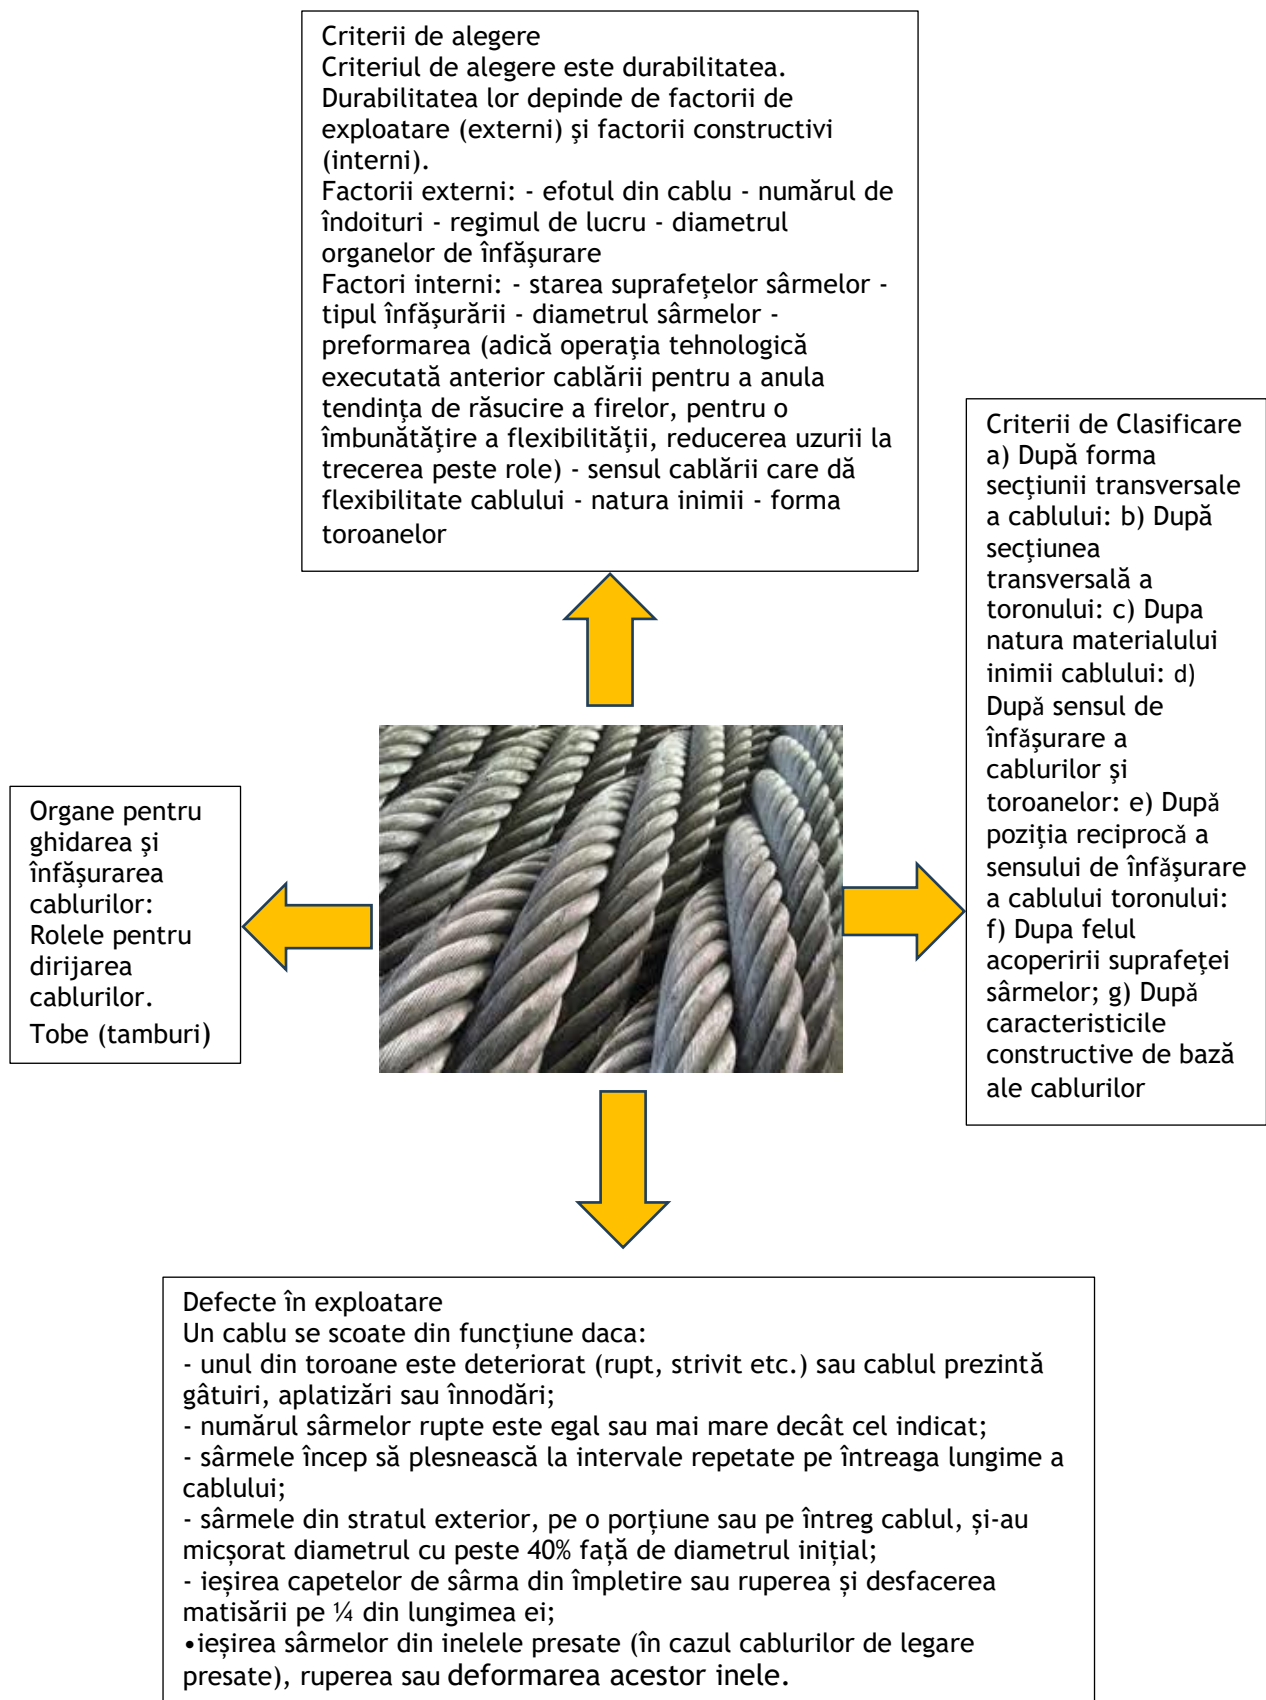 Criterii de alegere
Criteriul de alegere este durabilitatea.
Durabilitatea lor depinde de factorii de
exploatare (externi) şi factorii constructivi
(interni).
Factorii externi: - efotul din cablu - numărul de
îndoituri - regimul de lucru - diametrul
organelor de înfăşurare
Factori interni: - starea suprafeţelor sârmelor -
tipul înfăşurării - diametrul sârmelor -
preformarea (adică operaţia tehnologică
executată anterior cablării pentru a anula
tendinţa de răsucire a firelor, pentru o
îmbunătăţire a flexibilităţii, reducerea uzurii la
trecerea peste role) - sensul cablării care dă
flexibilitate cablului - natura inimii - forma
toroanelor
Criterii de Clasificare
a) După forma
secţiunii transversale
a cablului: b) După
secţiunea
transversală a
toronului: c) Dupa
natura materialului
inimii cablului: d)
După sensul de
înfăşurare a
cablurilor şi
toroanelor: e) După
poziţia reciprocă a
sensului de înfăşurare
a cablului toronului:
f) Dupa felul
acoperirii suprafeţei
sârmelor; g) După
caracteristicile
constructive de bază
ale cablurilor
Organe pentru
ghidarea şi
înfăşurarea
cablurilor:
Rolele pentru
dirijarea
cablurilor.
Tobe (tamburi)
Defecte în exploatare
Un cablu se scoate din funcțiune daca:
- unul din toroane este deteriorat (rupt, strivit etc.) sau cablul prezintă
gâtuiri, aplatizări sau înnodări;
- numărul sârmelor rupte este egal sau mai mare decât cel indicat;
- sârmele încep să plesnească la intervale repetate pe întreaga lungime a
cablului;
- sârmele din stratul exterior, pe o porțiune sau pe întreg cablul, și-au
micșorat diametrul cu peste 40% față de diametrul inițial;
- ieșirea capetelor de sârma din împletire sau ruperea și desfacerea
matisării pe ¼ din lungimea ei;
•ieșirea sârmelor din inelele presate (în cazul cablurilor de legare
presate), ruperea sau deformarea acestor inele.